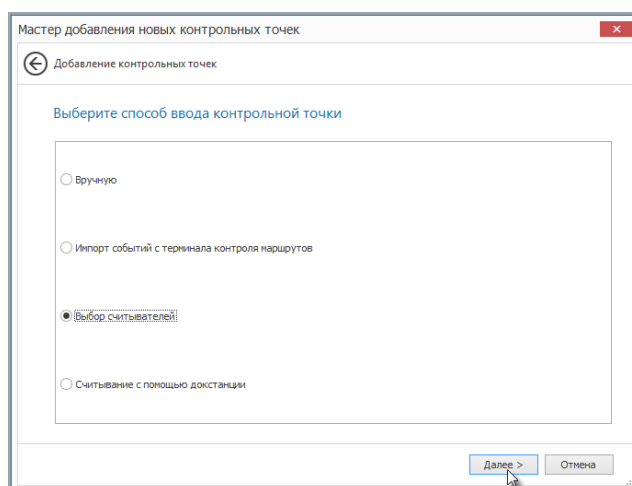 Мастер добавления новых контрольных точек
Добавление контрольных точек
Выберите способ ввода контрольной точки
Вручную
Импорт событий с терминала контроля маршрутов
Выбор считывателей
Считывание с помощью докстанции
Далее >
Отмена